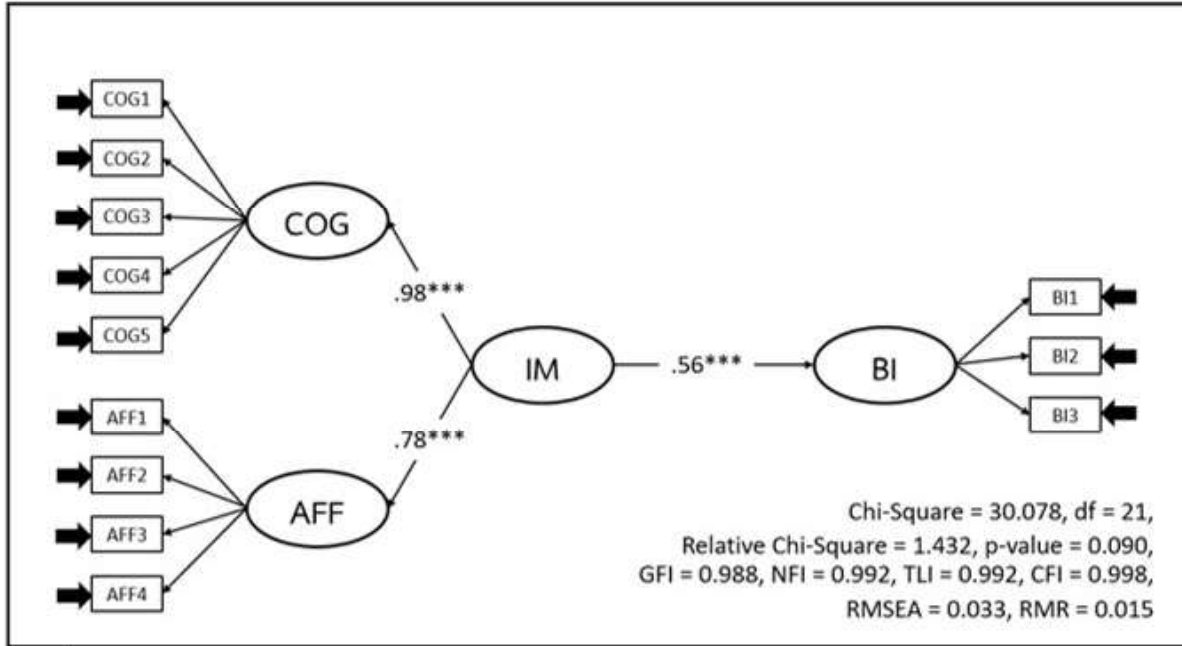 COG1
COG2
COG3
COG4
COG5
COG
.98***
AFF1
AFF2
AFF3
AFF4
AFF
.78***
IM
.56***
BI
BI1
BI2
BI3
Chi-Square = 30.078, df = 21,
Relative Chi-Square = 1.432, p-value = 0.090,
GFI = 0.988, NFI = 0.992, TLI = 0.992, CFI = 0.998,
RMSEA = 0.033, RMR = 0.015